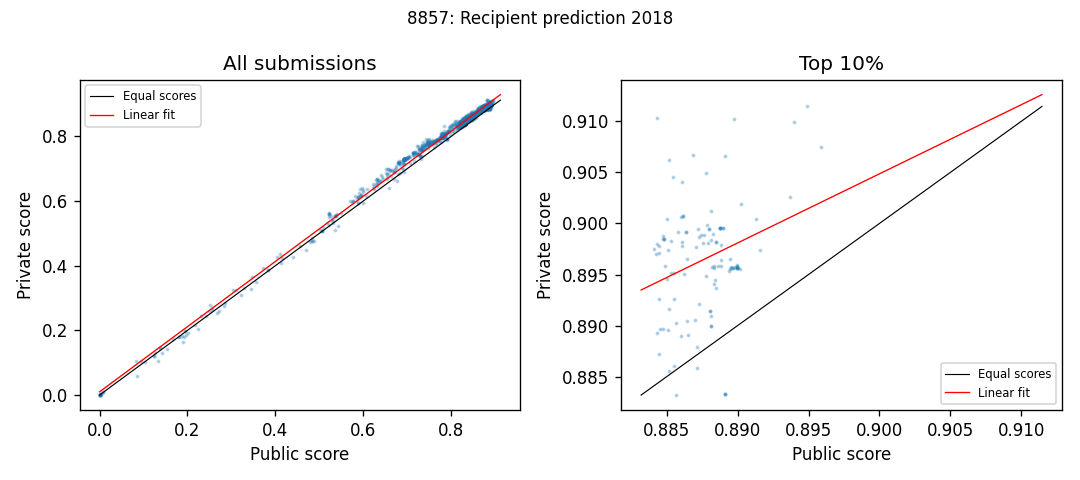 8857: Recipient prediction 2018
All submissions
Equal scores
Linear fit
Private score
0.8
0.6
0.4
0.2
0.0
0.0 0.2 0.4 0.6 0.8
Public score
Top 10%
Private score
0.910
0.905
0.900
0.895
0.890
0.885
Equal scores
Linear fit
0.885 0.890 0.895 0.900 0.905 0.910
Public score